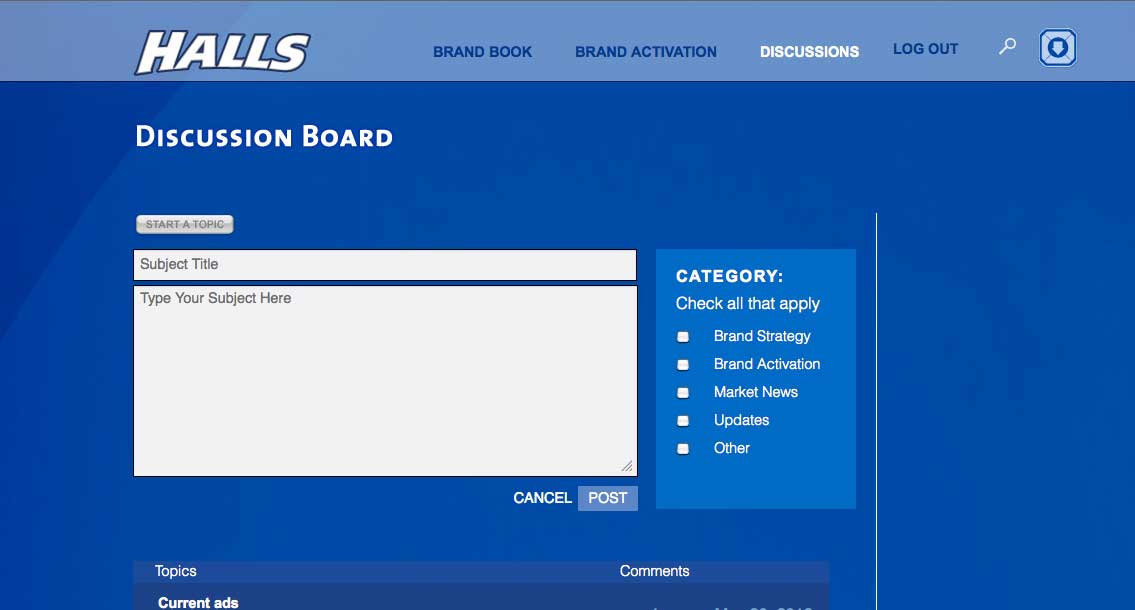 HALLS
BRAND BOOK
BRAND ACTIVATION
DISCUSSIONS
LOG OUT
DISCUSSION BOARD
START A TOPIC
Subject Title
Type Your Subject Here
CATEGORY:
Check all that apply
Brand Strategy
Brand Activation
Market News
Updates
Other
CANCEL POST
Topics Comments
Current ads